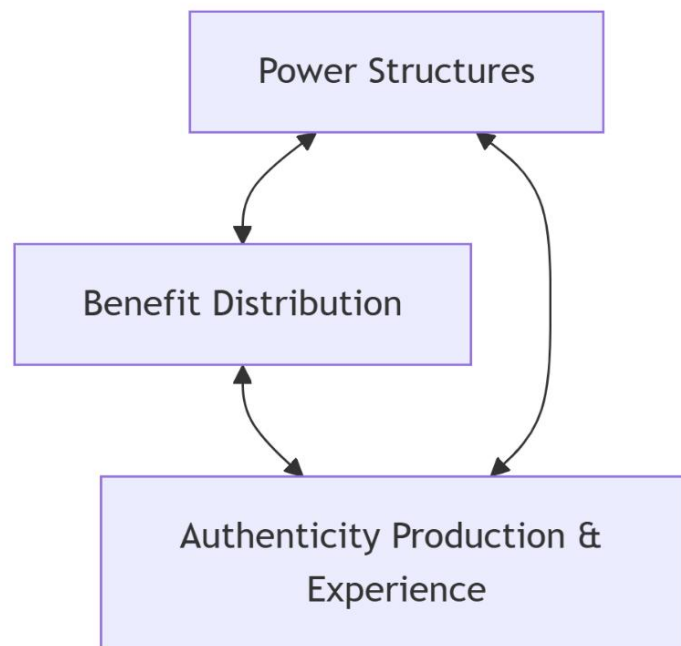 Power Structures
Benefit Distribution
Authenticity Production &
Experience